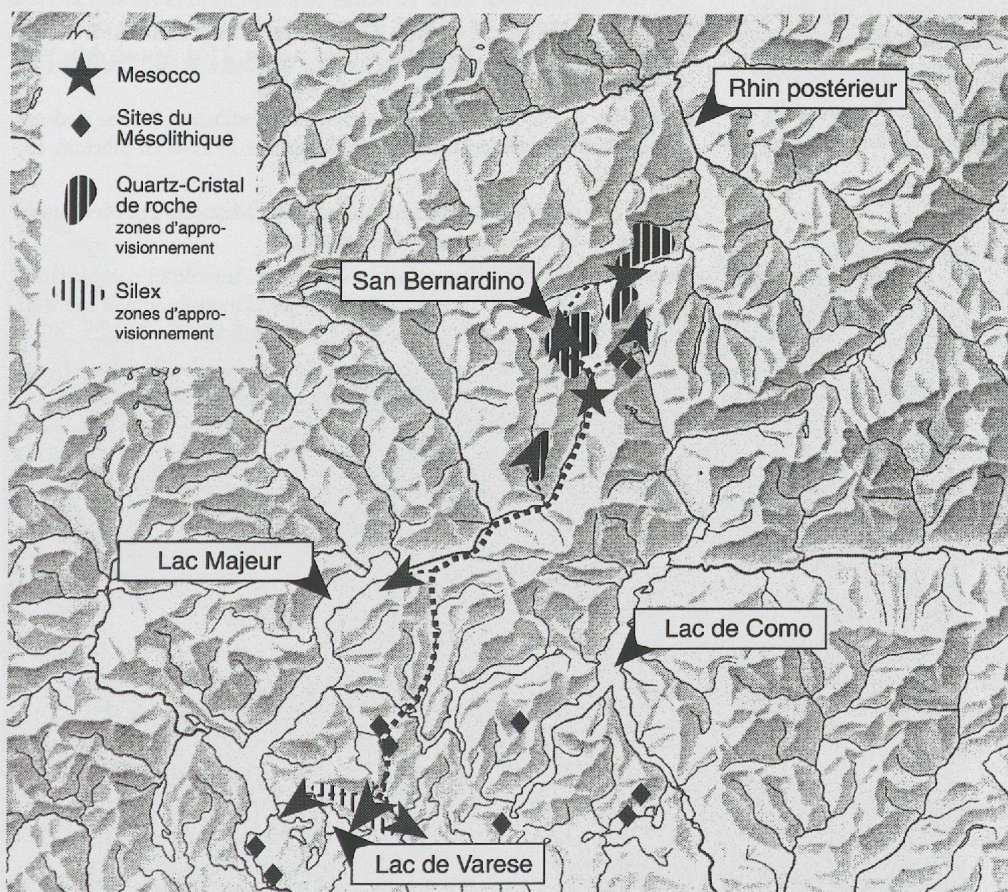 Mesocco
Sites du
Mésolithique
Quartz-Cristal
de roche
zones d'appro-
visionnement
Silex
zones d'appro-
visionnement
Rhin postérieur
San Bernardino
Lac Majeur
Lac de Como
Lac de Varese